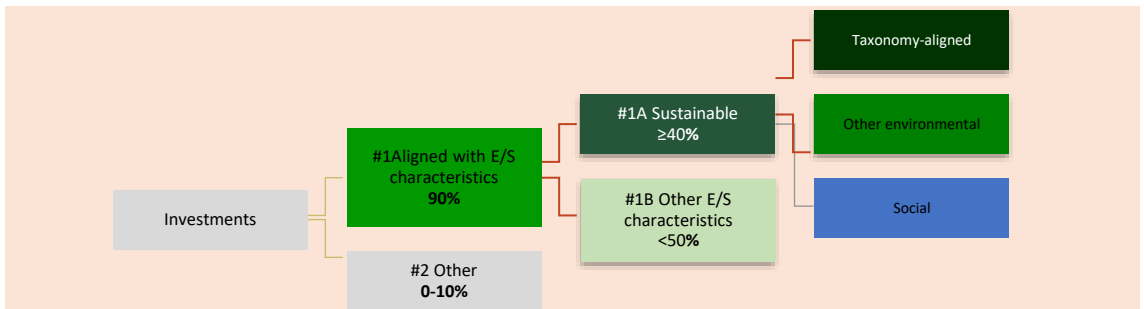 Investments
#1Aligned with E/S
characteristics
90%
#2 Other
0-10%
#1A Sustainable
≥40%
#1B Other E/S
characteristics
<50%
Taxonomy-aligned
Other environmental
Social